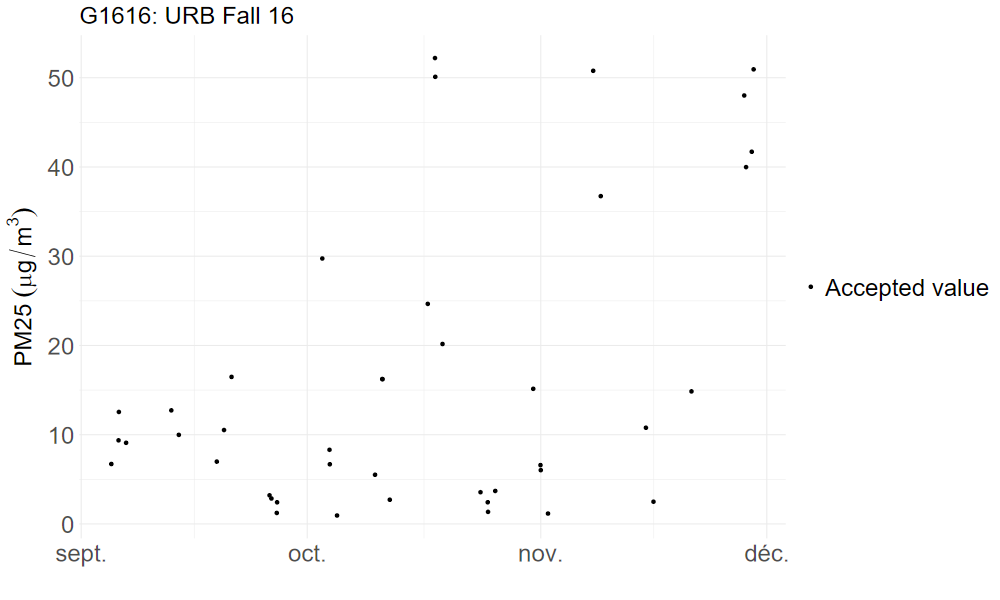 G1616: URB Fall 16
PM25 (μg/m³)
50
40
30
20
10
0
sept.
oct.
nov.
déc.
Accepted value